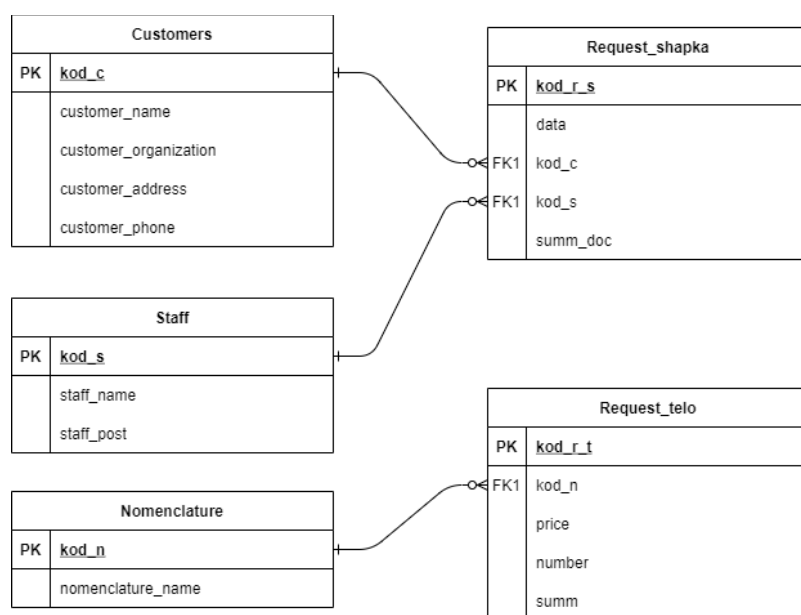 Customers
PK kod_c
customer_name
customer_organization
customer_address
customer_phone
Staff
PK kod_s
staff_name
staff_post
Nomenclature
PK kod_n
nomenclature_name
Request_shapka
PK kod_r_s
data
FK1 kod_c
FK1 kod_s
summ_doc
Request_telo
PK kod_r_t
FK1 kod_n
price
number
summ